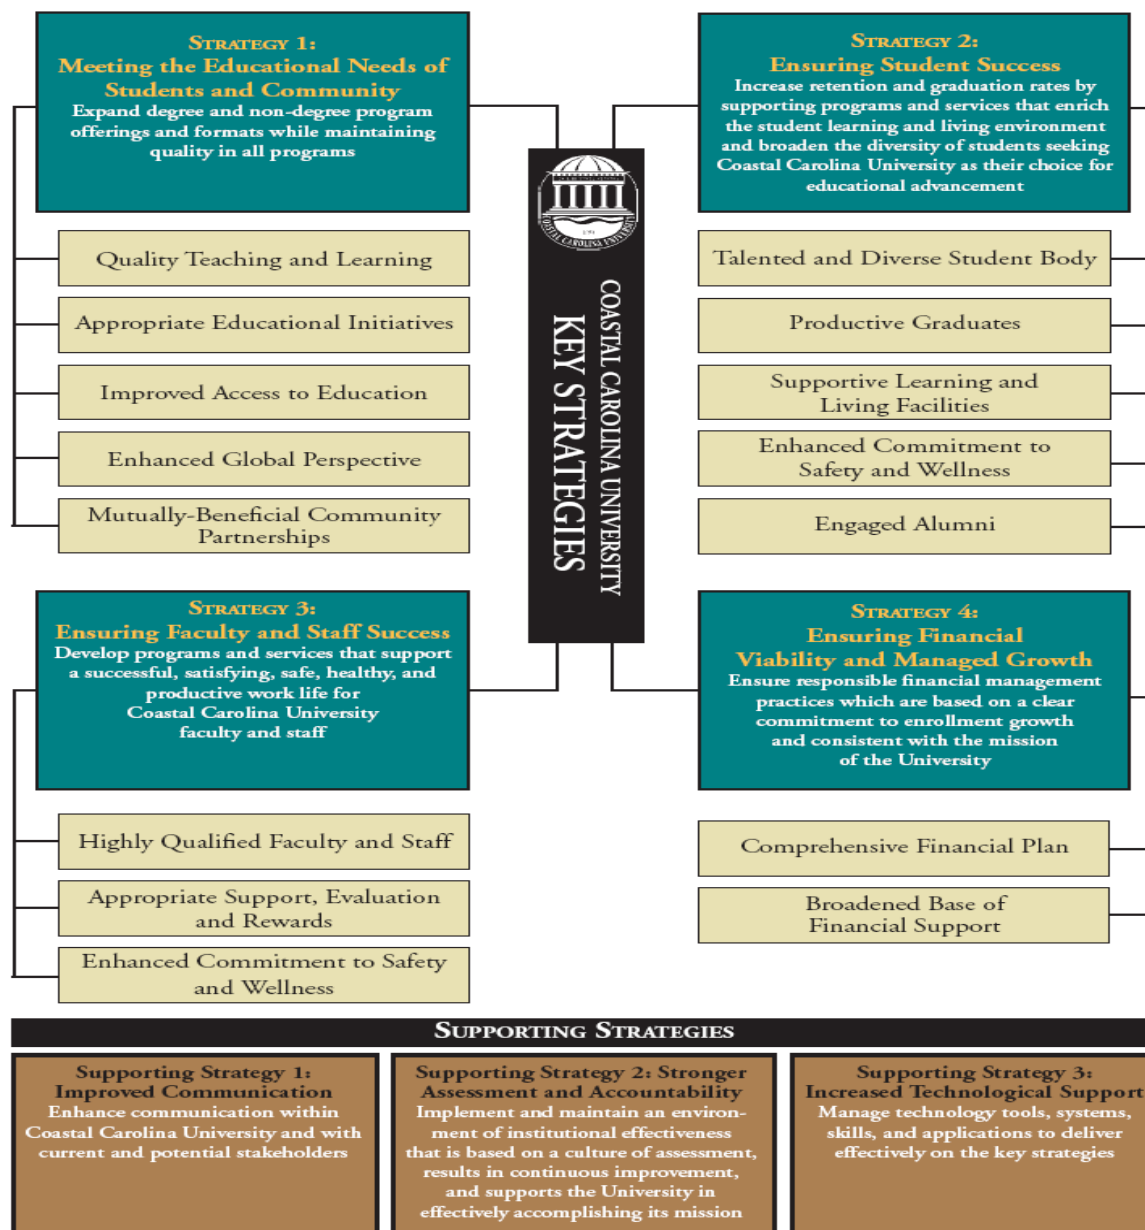 STRATEGY 1:
Meeting the Educational Needs of
Students and Community
Expand degree and non-degree program
offerings and formats while maintaining
quality in all programs
Quality Teaching and Learning
Appropriate Educational Initiatives
Improved Access to Education
Enhanced Global Perspective
Mutually-Beneficial Community
Partnerships
COASTAL CAROLINA UNIVERSITY
COASTAL CAROLINA UNIVERSITY
KEY STRATEGIES
STRATEGY 2:
Ensuring Student Success
Increase retention and graduation rates by
supporting programs and services that enrich
the student learning and living environment
and broaden the diversity of students seeking
Coastal Carolina University as their choice for
educational advancement
Talented and Diverse Student Body
Productive Graduates
Supportive Learning and
Living Facilities
Enhanced Commitment to
Safety and Wellness
Engaged Alumni
STRATEGY 3:
Ensuring Faculty and Staff Success
Develop programs and services that support
a successful, satisfying, safe, healthy, and
productive work life for
Coastal Carolina University
faculty and staff
Highly Qualified Faculty and Staff
Appropriate Support, Evaluation
and Rewards
Enhanced Commitment to Safety
and Wellness
STRATEGY 4:
Ensuring Financial
Viability and Managed Growth
Ensure responsible financial management
practices which are based on a clear
commitment to enrollment growth
and consistent with the mission
of the University
Comprehensive Financial Plan
Broadened Base of
Financial Support
SUPPORTING STRATEGIES
Supporting Strategy 1:
Improved Communication
Enhance communication within
Coastal Carolina University and with
current and potential stakeholders
Supporting Strategy 2: Stronger
Assessment and Accountability
Implement and maintain an environ-
ment of institutional effectiveness
that is based on a culture of assessment,
results in continuous improvement,
and supports the University in
effectively accomplishing its mission
Supporting Strategy 3:
Increased Technological Support
Manage technology tools, systems,
skills, and applications to deliver
effectively on the key strategies